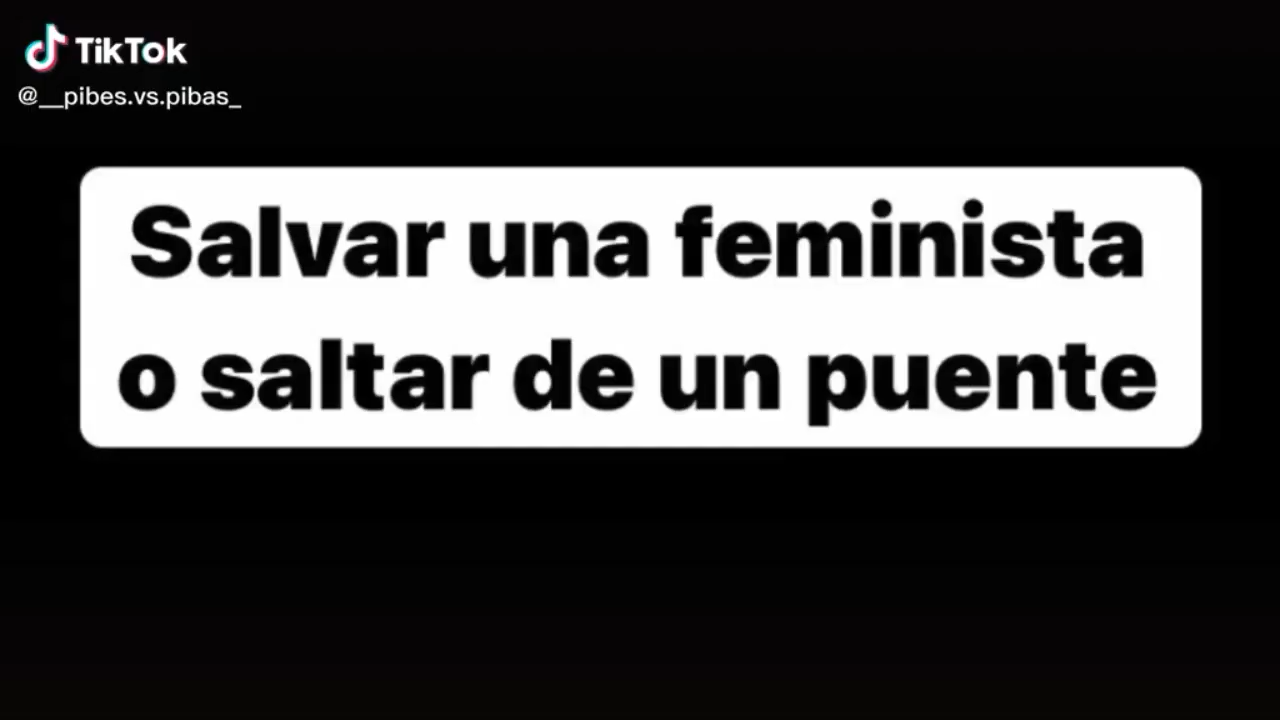 TikTok
@__pibes.vs.pibas_
Salvar una feminista
o saltar de un puente